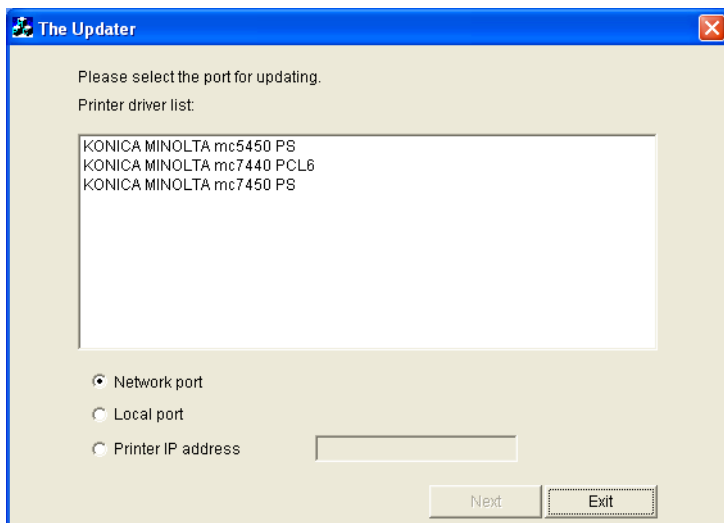 The Updater
Please select the port for updating.
Printer driver list:
KONICA MINOLTA mc5450 PS
KONICA MINOLTA mc7440 PCL6
KONICA MINOLTA mc7450 PS
Network port
Local port
Printer IP address
Next Exit